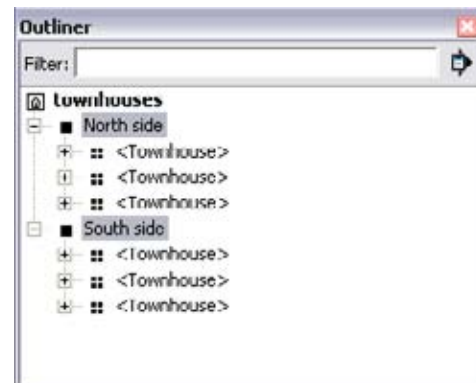 Outliner
Filter:
townhouses
North side
<Townhouse>
<Townhouse>
<Townhouse>
South side
<Townhouse>
<Townhouse>
<Townhouse>